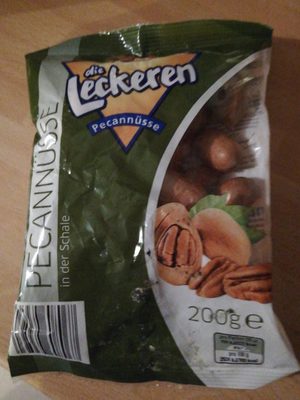 die
Leckeren
Pecannüsse
PECANNÜSSE
in der Schale
200g e